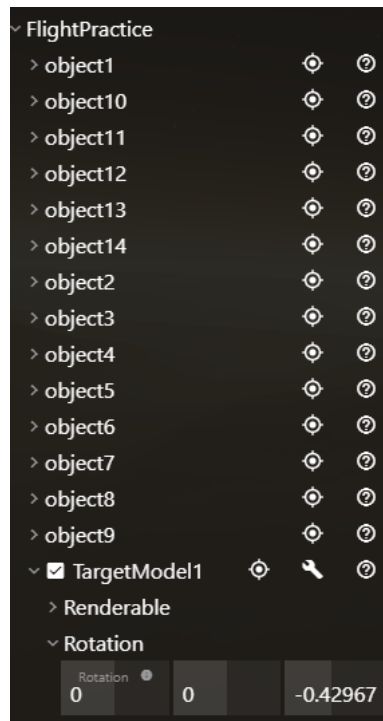 FlightPractice
object1
object10
object11
object12
object13
object14
object2
object3
object4
object5
object6
object7
object8
object9
TargetModel1
Renderable
Rotation
Rotation
0 0 -0.42967